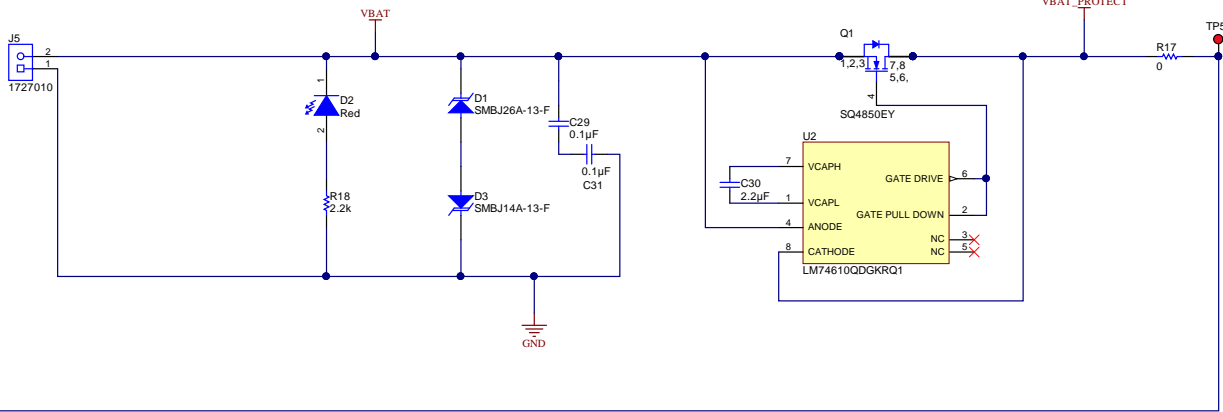 VBAT_PROTECT
VBAT
TP5
J5
2
1
1727010
Q1
1,2,3
7,8
5,6,
4
SQ4850EY
R17
0
1
D2
Red
2
D1
SMBJ26A-13-F
C29
0.1µF
0.1µF
C31
R18
2.2k
D3
SMBJ14A-13-F
C30
2.2µF
U2
7
VCAPH
1
VCAPL
4
ANODE
8
CATHODE
GATE DRIVE
6
GATE PULL DOWN
2
NC
3
NC
5
LM74610QDGKRQ1
GND